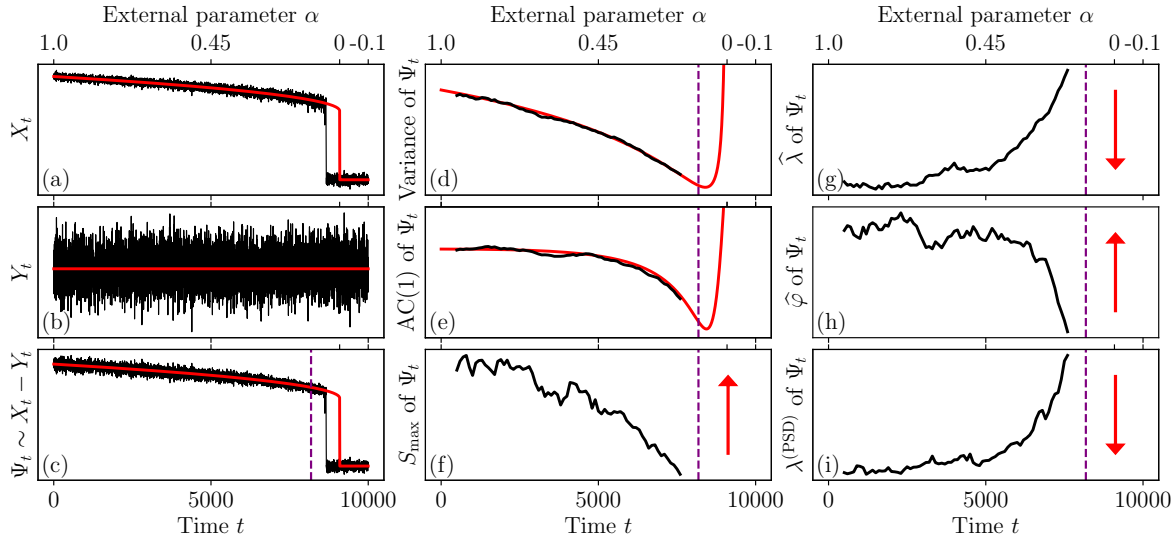 External parameter α
External parameter α
External parameter α
1.0 0.45 0 -0.1
1.0 0.45 0 -0.1
1.0 0.45 0 -0.1
X_t
(a)
Variance of Ψ_t
(d)
λ̂ of Ψ_t
(g)
Y_t
(b)
AC(1) of Ψ_t
(e)
φ̂ of Ψ_t
(h)
Ψ_t ∼ X_t − Y_t
(c)
S_max of Ψ_t
(f)
λ^(PSD) of Ψ_t
(i)
0 5000 10000
0 5000 10000
0 5000 10000
Time t
Time t
Time t